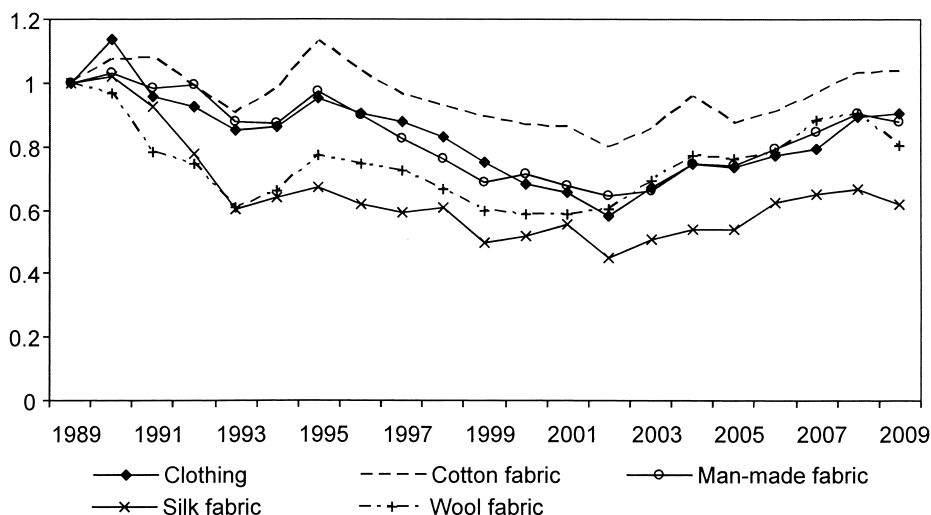 1.2
1
0.8
0.6
0.4
0.2
0
1989 1991 1993 1995 1997 1999 2001 2003 2005 2007 2009
Clothing Cotton fabric Man-made fabric
Silk fabric Wool fabric